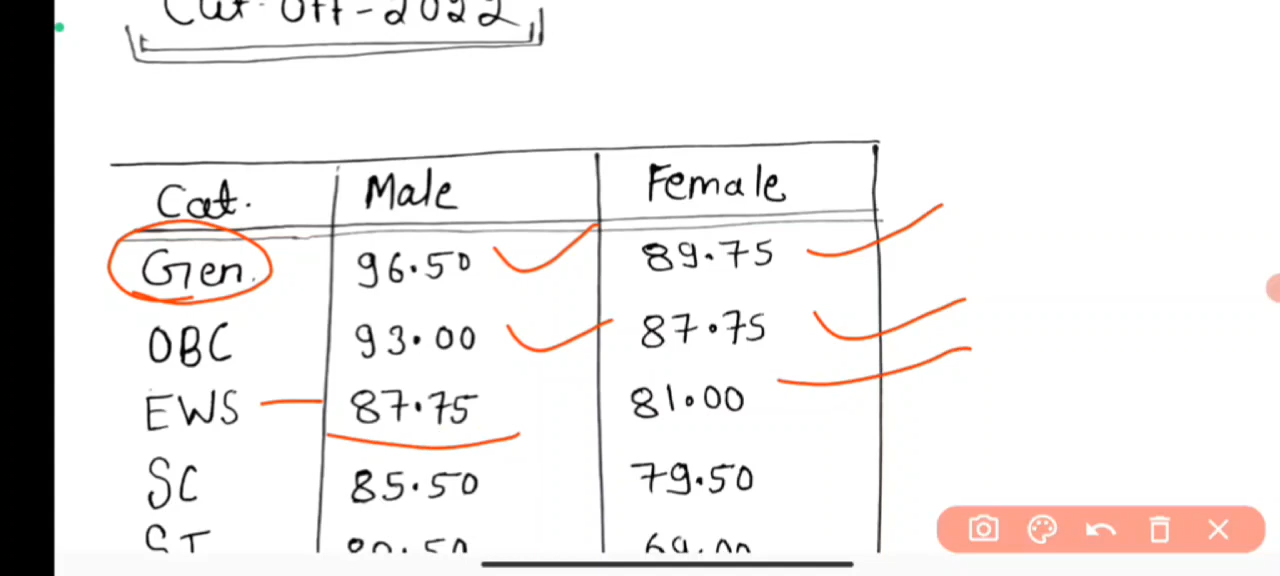 Cut-Off-2022
Cat. Male Female
Gen. 96.50 89.75
OBC 93.00 87.75
EWS 87.75 81.00
SC 85.50 79.50
ST